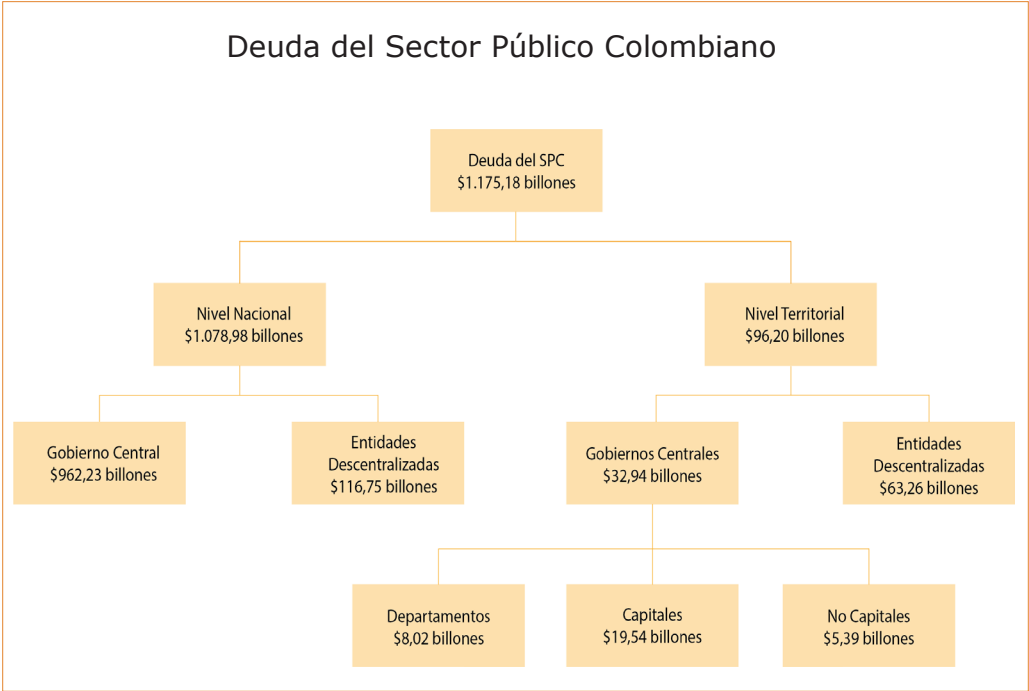 Deuda del Sector Público Colombiano
Deuda del SPC
$1.175,18 billones
Nivel Nacional
$1.078,98 billones
Nivel Territorial
$96,20 billones
Gobierno Central
$962,23 billones
Entidades
Descentralizadas
$116,75 billones
Gobiernos Centrales
$32,94 billones
Entidades
Descentralizadas
$63,26 billones
Departamentos
$8,02 billones
Capitales
$19,54 billones
No Capitales
$5,39 billones